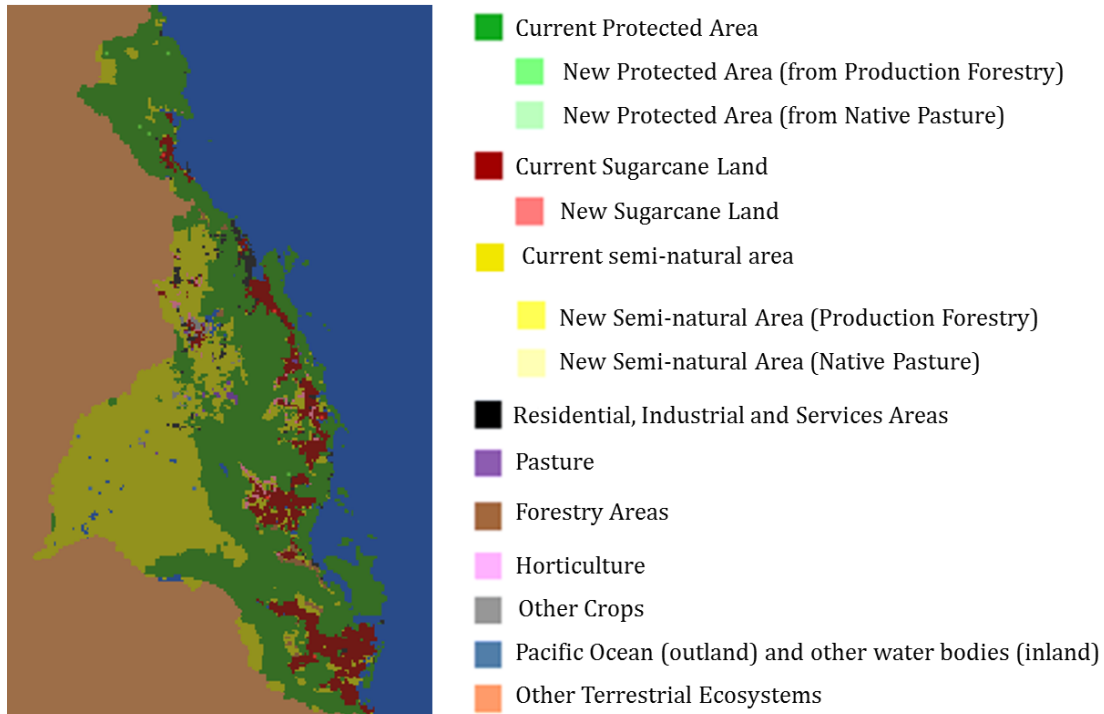 Current Protected Area
New Protected Area (from Production Forestry)
New Protected Area (from Native Pasture)
Current Sugarcane Land
New Sugarcane Land
Current semi-natural area
New Semi-natural Area (Production Forestry)
New Semi-natural Area (Native Pasture)
Residential, Industrial and Services Areas
Pasture
Forestry Areas
Horticulture
Other Crops
Pacific Ocean (outland) and other water bodies (inland)
Other Terrestrial Ecosystems